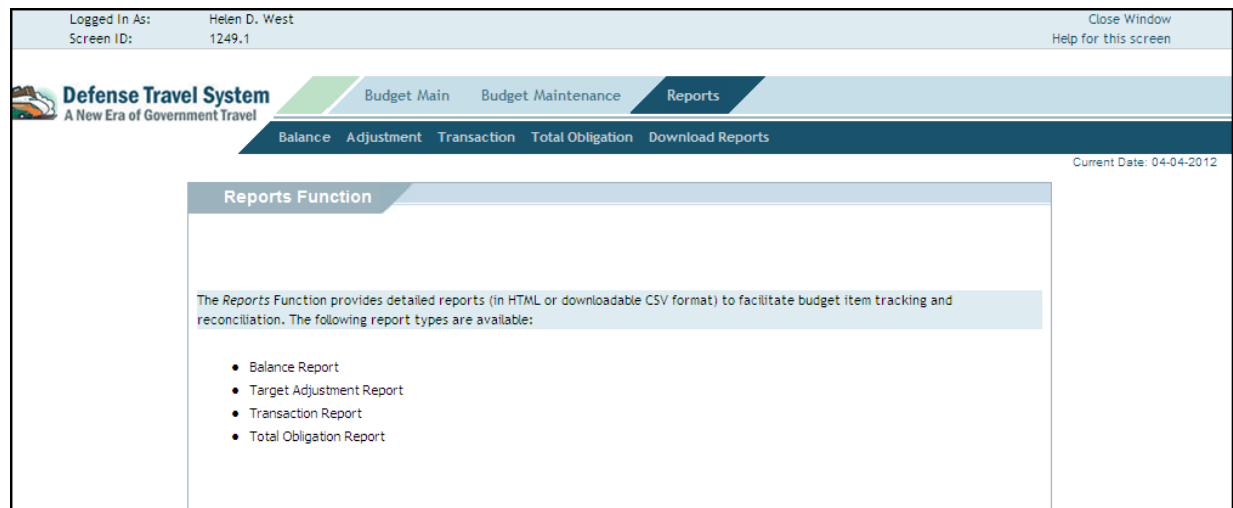 Logged In As: Helen D. West Close Window
Screen ID: 1249.1 Help for this screen
Defense Travel System
A New Era of Government Travel
Budget Main Budget Maintenance Reports
Balance Adjustment Transaction Total Obligation Download Reports
Current Date: 04-04-2012
Reports Function
The Reports Function provides detailed reports (in HTML or downloadable CSV format) to facilitate budget item tracking and
reconciliation. The following report types are available:
● Balance Report
● Target Adjustment Report
● Transaction Report
● Total Obligation Report